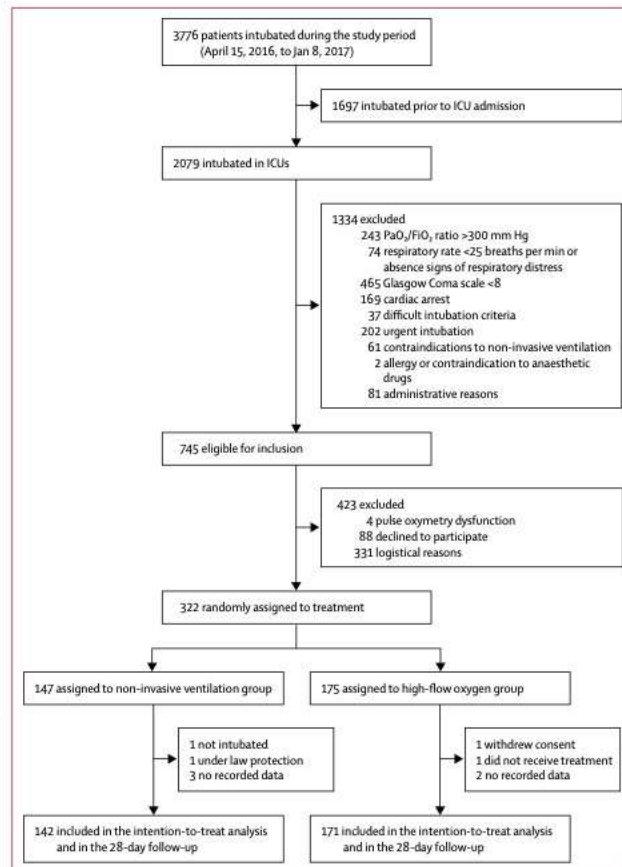 3776 patients intubated during the study period
(April 15, 2016, to Jan 8, 2017)
1697 intubated prior to ICU admission
2079 intubated in ICUs
1334 excluded
243 PaO₂/FiO₂ ratio >300 mm Hg
74 respiratory rate <25 breaths per min or
absence signs of respiratory distress
465 Glasgow Coma scale <8
169 cardiac arrest
37 difficult intubation criteria
202 urgent intubation
61 contraindications to non-invasive ventilation
2 allergy or contraindication to anaesthetic
drugs
81 administrative reasons
745 eligible for inclusion
423 excluded
4 pulse oxymetry dysfunction
88 declined to participate
331 logistical reasons
322 randomly assigned to treatment
147 assigned to non-invasive ventilation group
175 assigned to high-flow oxygen group
1 not intubated
1 under law protection
3 no recorded data
1 withdrew consent
1 did not receive treatment
2 no recorded data
142 included in the intention-to-treat analysis
and in the 28-day follow-up
171 included in the intention-to-treat analysis
and in the 28-day follow-up